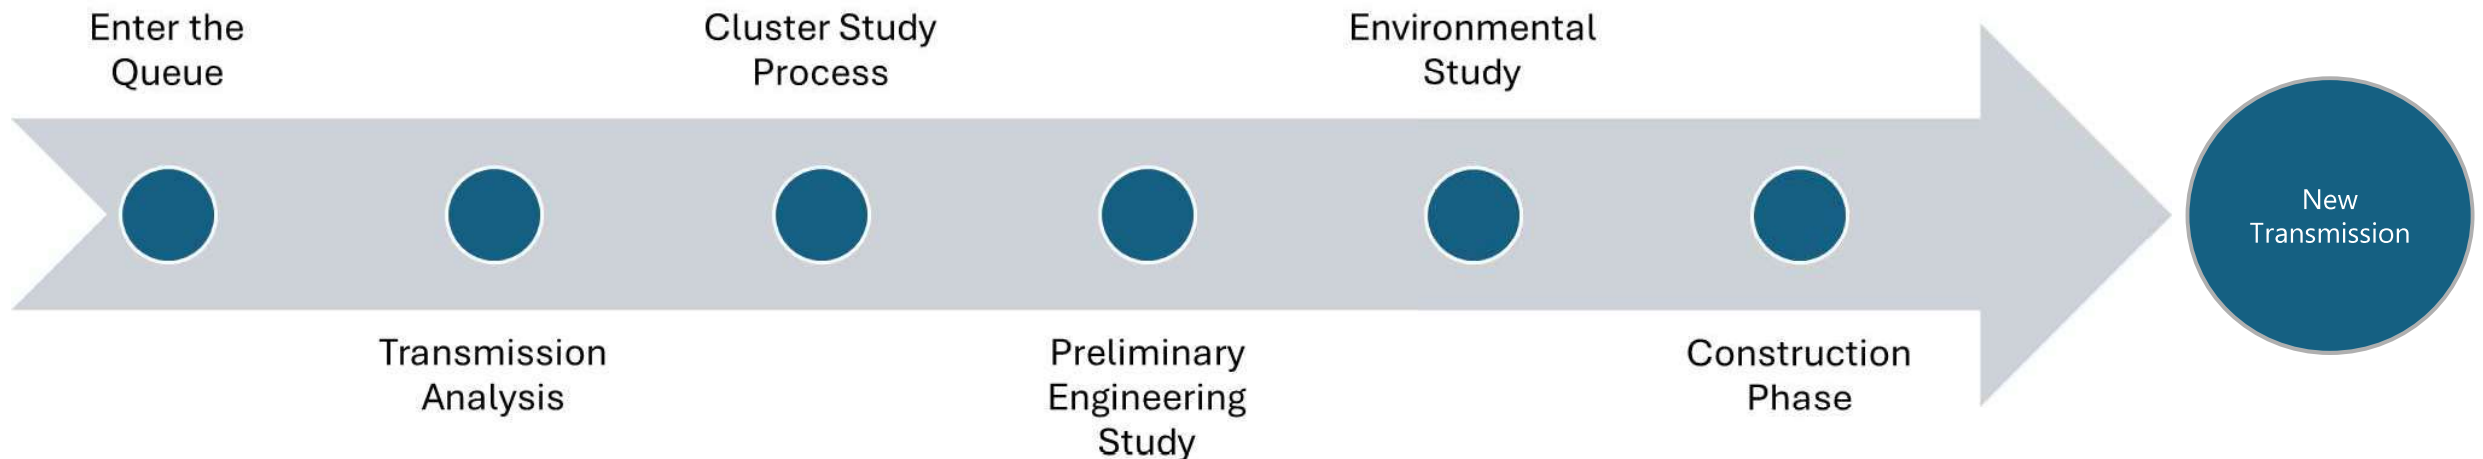 Enter the
Queue
Transmission
Analysis
Cluster Study
Process
Preliminary
Engineering
Study
Environmental
Study
Construction
Phase
New
Transmission